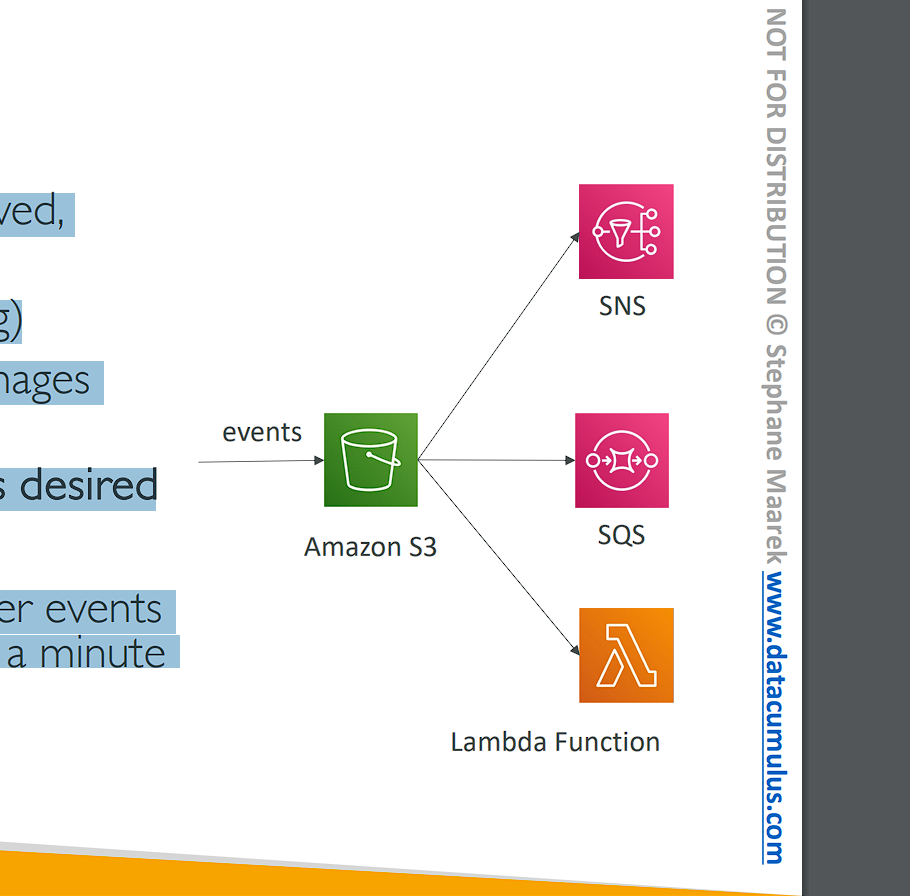 ved,
g)
nages
s desired
er events
a minute
events
Amazon S3
SNS
SQS
Lambda Function
NOT FOR DISTRIBUTION © Stephane Maarek www.datacumulus.com